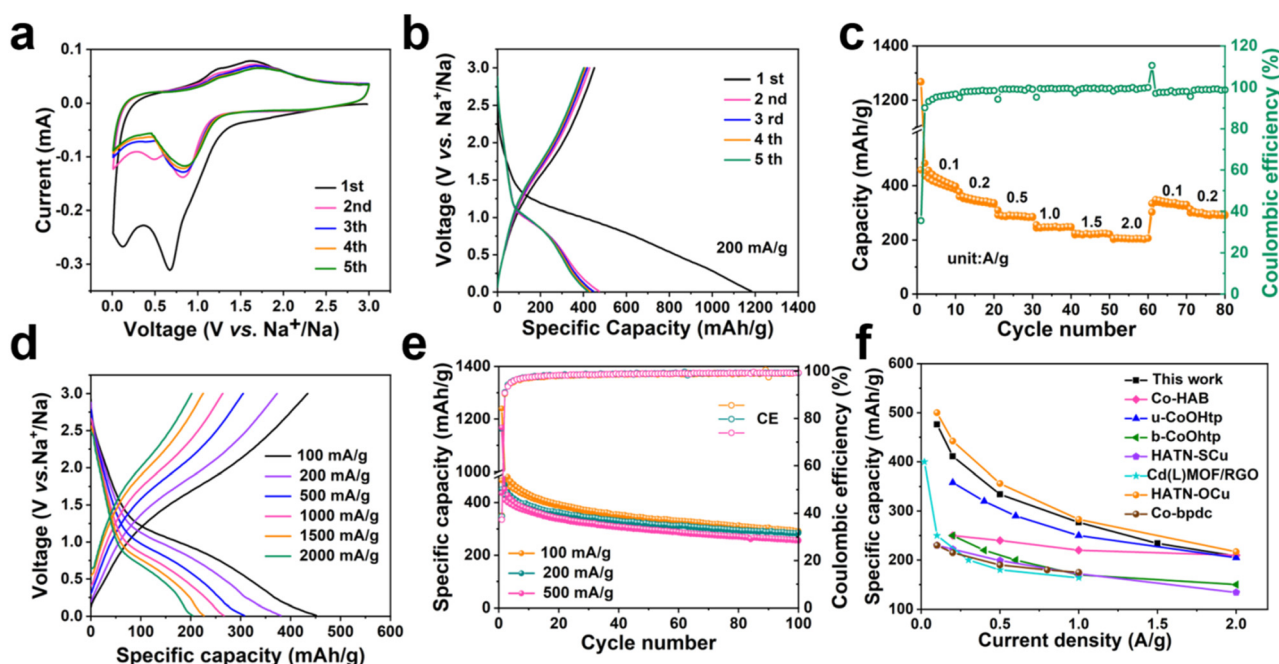 a
0.1
0.0
-0.1
-0.2
-0.3
Current (mA)
1st
2nd
3th
4th
5th
0.0 0.5 1.0 1.5 2.0 2.5 3.0
Voltage (V vs. Na+/Na)
b
3.0
2.5
2.0
1.5
1.0
0.5
0.0
Voltage (V vs. Na+/Na)
1 st
2 nd
3 rd
4 th
5 th
200 mA/g
0 200 400 600 800 1000 1200 1400
Specific Capacity (mAh/g)
c
1400
1200
400
200
0
Capacity (mAh/g)
0.1
0.2
0.5
1.0
1.5
2.0
0.1
0.2
unit:A/g
120
100
80
60
40
20
0
Coulombic efficiency (%)
0 10 20 30 40 50 60 70 80
Cycle number
d
3.0
2.5
2.0
1.5
1.0
0.5
0.0
Voltage (V vs.Na+/Na)
100 mA/g
200 mA/g
500 mA/g
1000 mA/g
1500 mA/g
2000 mA/g
0 100 200 300 400 500 600
Specific capacity (mAh/g)
e
1400
1300
1200
1000
400
200
0
Specific capacity (mAh/g)
CE
100 mA/g
200 mA/g
500 mA/g
100
80
60
40
20
0
Coulombic efficiency (%)
0 20 40 60 80 100
Cycle number
f
600
500
400
300
200
100
Specific capacity (mAh/g)
This work
Co-HAB
u-CoOHtp
b-CoOhtp
HATN-SCu
Cd(L)MOF/RGO
HATN-OCu
Co-bpdc
0.0 0.5 1.0 1.5 2.0
Current density (A/g)